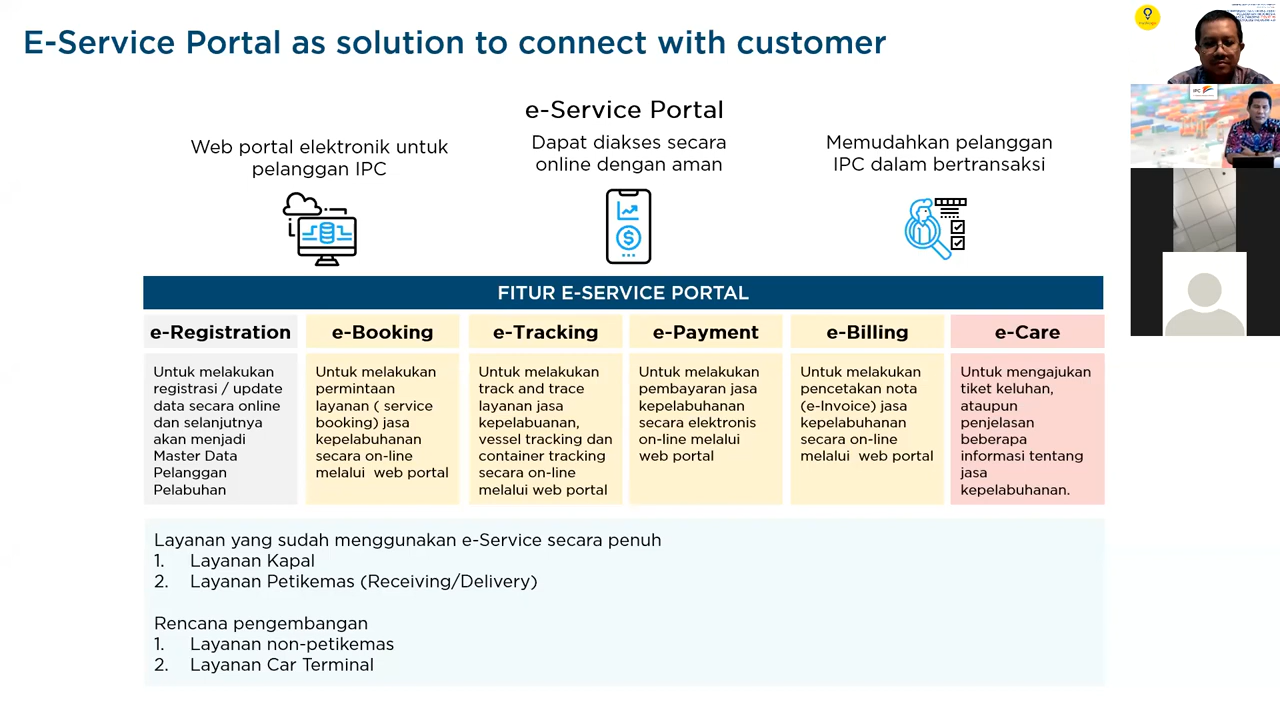 E-Service Portal as solution to connect with customer
e-Service Portal
Web portal elektronik untuk
pelanggan IPC
Dapat diakses secara
online dengan aman
Memudahkan pelanggan
IPC dalam bertransaksi
FITUR E-SERVICE PORTAL
e-Registration
Untuk melakukan
registrasi / update
data secara online
dan selanjutnya
akan menjadi
Master Data
Pelanggan
Pelabuhan
e-Booking
Untuk melakukan
permintaan
layanan ( service
booking) jasa
kepelabuhanan
secara on-line
melalui web portal
e-Tracking
Untuk melakukan
track and trace
layanan jasa
kepelabuanan,
vessel tracking dan
container tracking
secara on-line
melalui web portal
e-Payment
Untuk melakukan
pembayaran jasa
kepelabuhanan
secara elektronis
on-line melalui
web portal
e-Billing
Untuk melakukan
pencetakan nota
(e-Invoice) jasa
kepelabuhanan
secara on-line
melalui web portal
e-Care
Untuk mengajukan
tiket keluhan,
ataupun
penjelasan
beberapa
informasi tentang
jasa
kepelabuhanan.
Layanan yang sudah menggunakan e-Service secara penuh
1. Layanan Kapal
2. Layanan Petikemas (Receiving/Delivery)
Rencana pengembangan
1. Layanan non-petikemas
2. Layanan Car Terminal
IPC